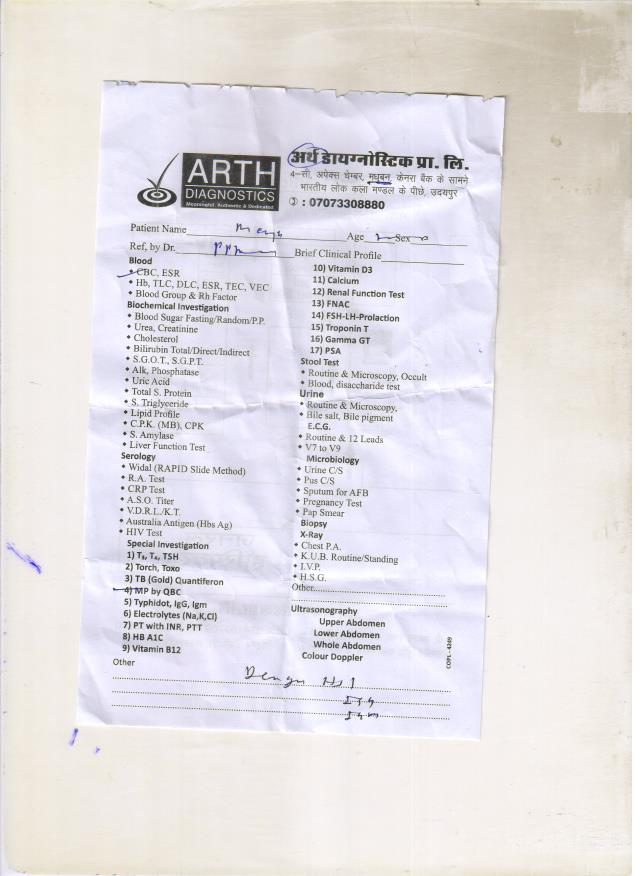 ARTH
DIAGNOSTICS
Meaningful, Authentic & Dedicated
अर्थ डायग्नोस्टिक प्रा. लि.
4–सी, अपेक्स चेम्बर, मधुबन, केनरा बैंक के सामने
भारतीय लोक कला मण्डल के पीछे, उदयपुर
: 07073308880
Patient Name
Age Sex
Ref, by Dr.
Brief Clinical Profile
Blood
CBC, ESR
Hb, TLC, DLC, ESR, TEC, VEC
Blood Group & Rh Factor
Biochemical Investigation
Blood Sugar Fasting/Random/P.P.
Urea, Creatinine
Cholesterol
Bilirubin Total/Direct/Indirect
S.G.O.T., S.G.P.T.
Alk, Phosphatase
Uric Acid
Total S. Protein
S. Triglyceride
Lipid Profile
C.P.K. (MB), CPK
S. Amylase
Liver Function Test
Serology
Widal (RAPID Slide Method)
R.A. Test
CRP Test
A.S.O. Titer
V.D.R.L./K.T.
Australia Antigen (Hbs Ag)
HIV Test
Special Investigation
1) T₃, T₄, TSH
2) Torch, Toxo
3) TB (Gold) Quantiferon
4) MP by QBC
5) Typhidot, IgG, Igm
6) Electrolytes (Na,K,Cl)
7) PT with INR, PTT
8) HB A1C
9) Vitamin B12
10) Vitamin D3
11) Calcium
12) Renal Function Test
13) FNAC
14) FSH-LH-Prolaction
15) Troponin T
16) Gamma GT
17) PSA
Stool Test
Routine & Microscopy, Occult
Blood, disaccharide test
Urine
Routine & Microscopy,
Bile salt, Bile pigment
E.C.G.
Routine & 12 Leads
V7 to V9
Microbiology
Urine C/S
Pus C/S
Sputum for AFB
Pregnancy Test
Pap Smear
Biopsy
X-Ray
Chest P.A.
K.U.B. Routine/Standing
I.V.P.
H.S.G.
Other
Ultrasonography
Upper Abdomen
Lower Abdomen
Whole Abdomen
Colour Doppler
COPL - 4249
Other
Dengu NS1
IgG
Igm